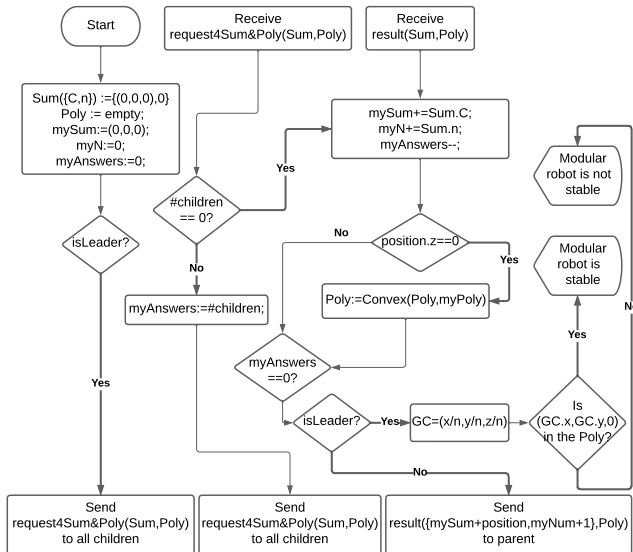 Start
Receive
request4Sum&Poly(Sum,Poly)
Receive
result(Sum,Poly)
Sum({C,n}) :={(0,0,0),0}
Poly := empty;
mySum:=(0,0,0);
myN:=0;
myAnswers:=0;
mySum+=Sum.C;
myN+=Sum.n;
myAnswers--;
Modular
robot is not
stable
Yes
#children
== 0?
isLeader?
No
position.z==0
Yes
Modular
robot is
stable
No
myAnswers:=#children;
Poly:=Convex(Poly,myPoly)
Yes
myAnswers
==0?
Yes
isLeader?
Yes
GC=(x/n,y/n,z/n)
Is
(GC.x,GC.y,0)
in the Poly?
No
Send
request4Sum&Poly(Sum,Poly)
to all children
Send
request4Sum&Poly(Sum,Poly)
to all children
Send
result({mySum+position,myNum+1},Poly)
to parent